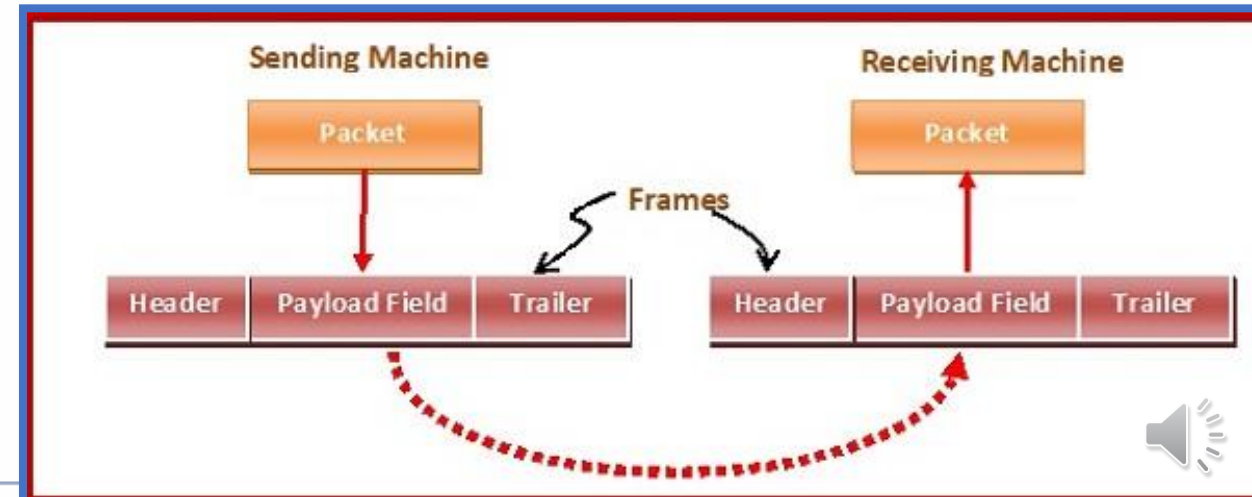 Sending Machine
Receiving Machine
Packet
Packet
Frames
Header Payload Field Trailer
Header Payload Field Trailer